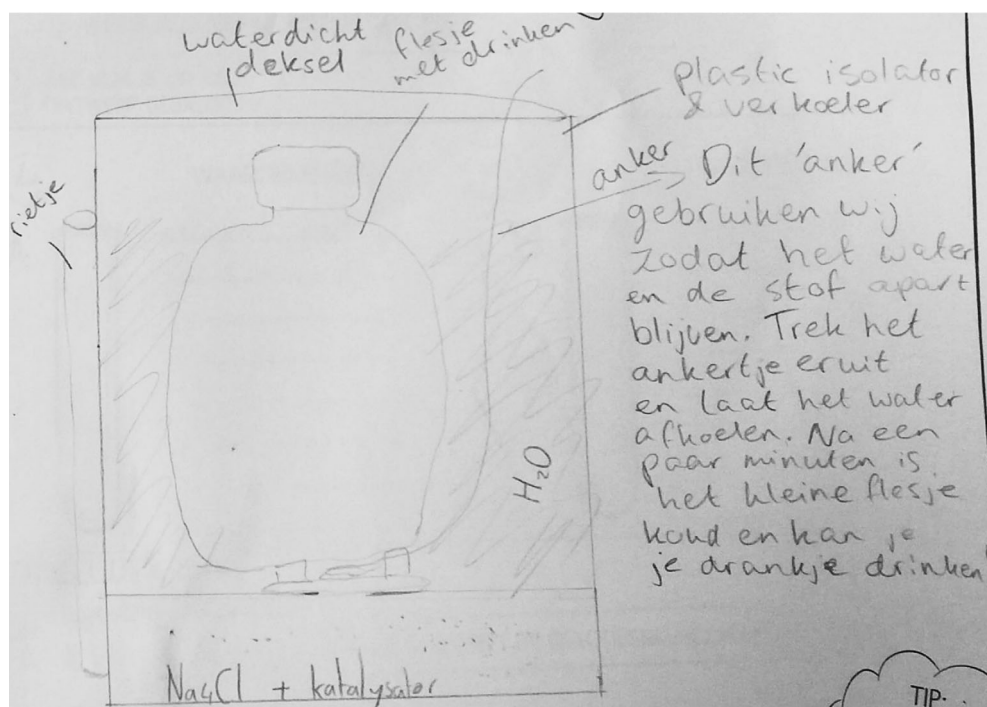 waterdicht
deksel
flesje
met drinken
plastic isolator
& verkoeler
rietje
anker
Dit 'anker'
gebruiken wij
zodat het water
en de stof apart
blijven. Trek het
ankertje eruit
en laat het water
afkoelen. Na een
paar minuten is
het kleine flesje
koud en kan je
je drankje drinken
H₂O
Na4Cl + katalysator
TIP.